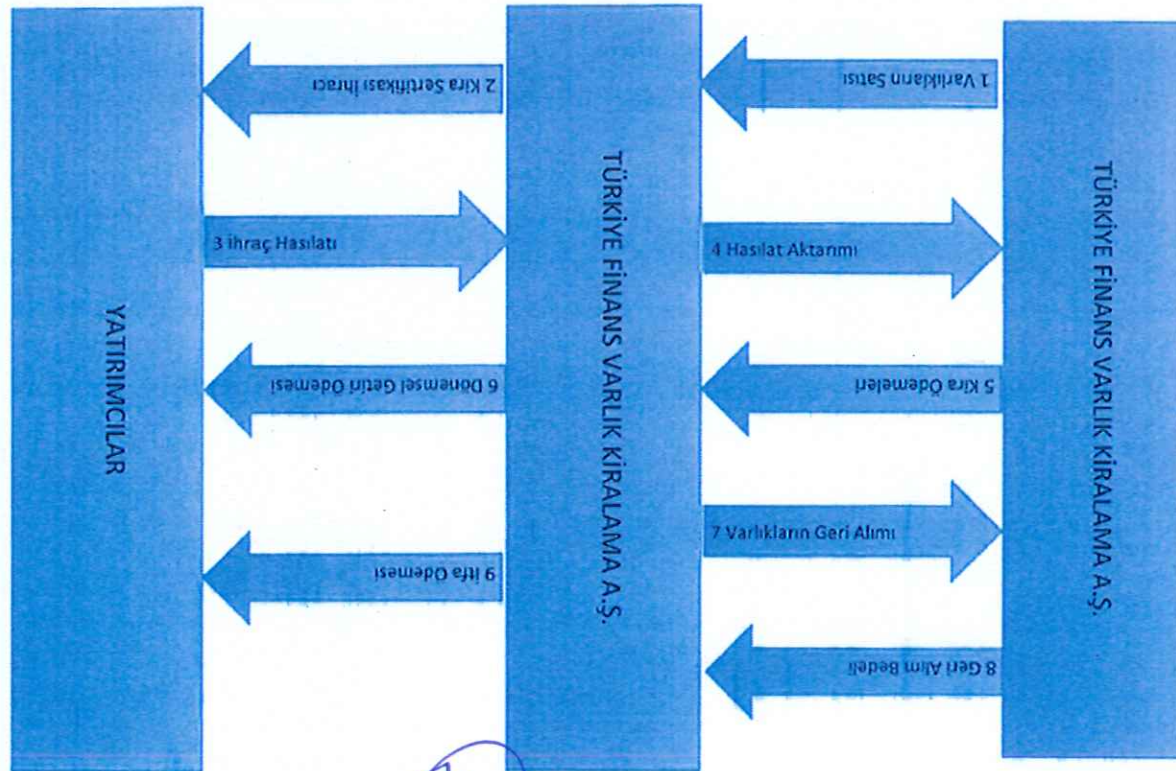 YATIRIMCILAR
TÜRKİYE FİNANS VARLIK KİRALAMA A.Ş.
TÜRKİYE FİNANS VARLIK KİRALAMA A.Ş.
1 Varlıkların Satısı
2 Kira Sertifikası İhracı
3 İhraç Hasılatı
4 Hasılat Aktarımı
5 Kira Ödemeleri
6 Dönemsel Getiri Ödemesi
7 Varlıkların Geri Alımı
8 Geri Alım Bedeli
9 İtfa Ödemesi